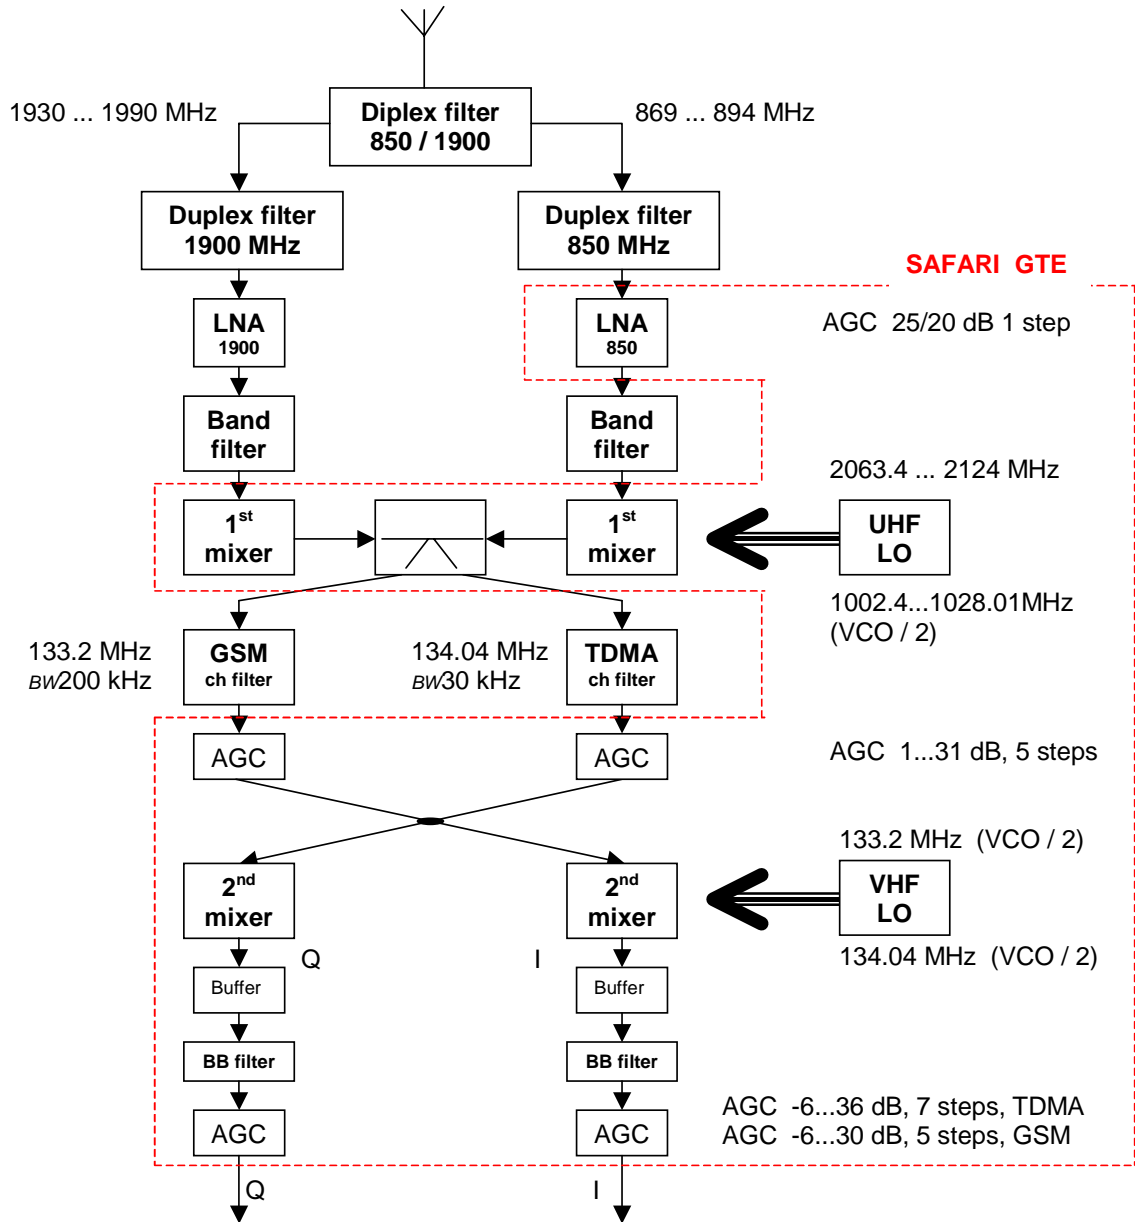 1930 ... 1990 MHz
Diplex filter
850 / 1900
869 ... 894 MHz
Duplex filter
1900 MHz
Duplex filter
850 MHz
SAFARI GTE
LNA
1900
LNA
850
AGC 25/20 dB 1 step
Band
filter
Band
filter
2063.4 ... 2124 MHz
1st
mixer
1st
mixer
UHF
LO
1002.4...1028.01MHz
(VCO / 2)
133.2 MHz
BW200 kHz
GSM
ch filter
134.04 MHz
BW30 kHz
TDMA
ch filter
AGC
AGC
AGC 1...31 dB, 5 steps
133.2 MHz (VCO / 2)
2nd
mixer
2nd
mixer
VHF
LO
134.04 MHz (VCO / 2)
Q
I
Buffer
Buffer
BB filter
BB filter
AGC
AGC
AGC -6...36 dB, 7 steps, TDMA
AGC -6...30 dB, 5 steps, GSM
Q
I